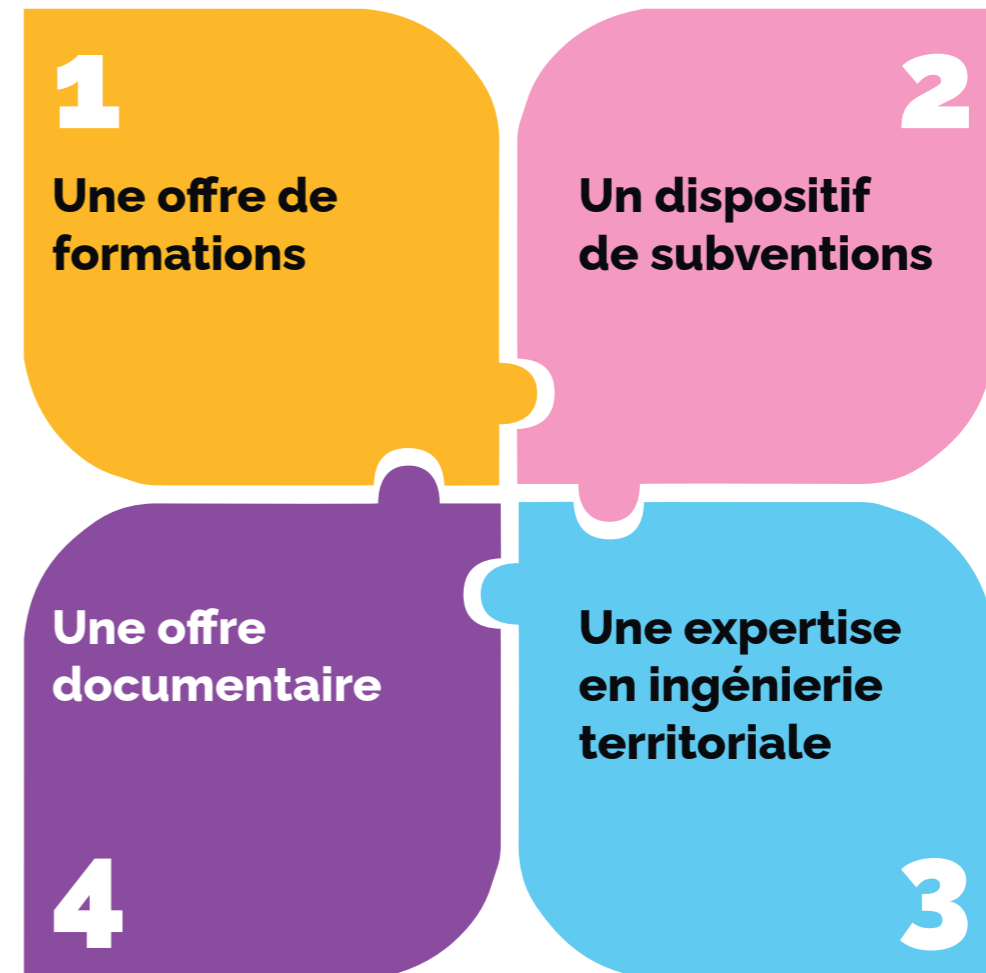 1
Une offre de
formations
2
Un dispositif
de subventions
Une expertise
en ingénierie
territoriale
3
Une offre
documentaire
4